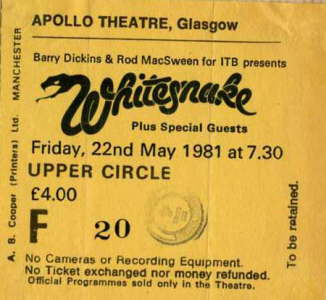 APOLLO THEATRE, Glasgow
Barry Dickins & Rod MacSween for ITB presents
Whitesnake
Plus Special Guests
Friday, 22nd May 1981 at 7.30
UPPER CIRCLE
£4.00
F 20
No Cameras or Recording Equipment.
No Ticket exchanged nor money refunded.
Official Programmes sold only in the Theatre.
A. B. Cooper (Printers) Ltd. MANCHESTER
To be retained.